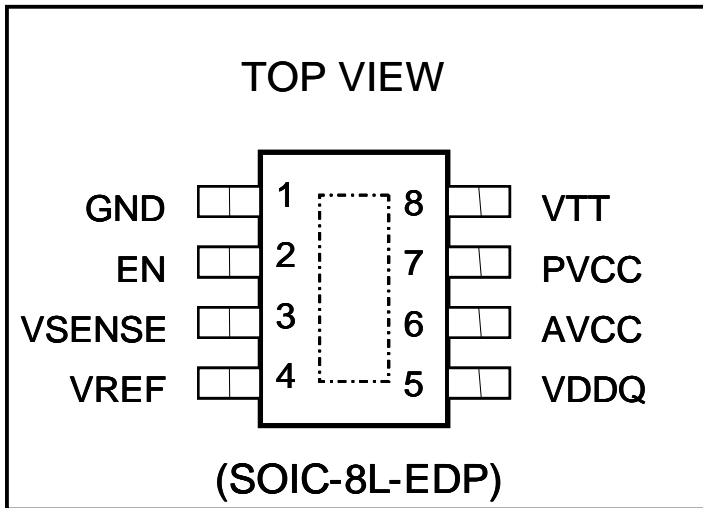 TOP VIEW
GND 1 8 VTT
EN 2 7 PVCC
VSENSE 3 6 AVCC
VREF 4 5 VDDQ
(SOIC-8L-EDP)